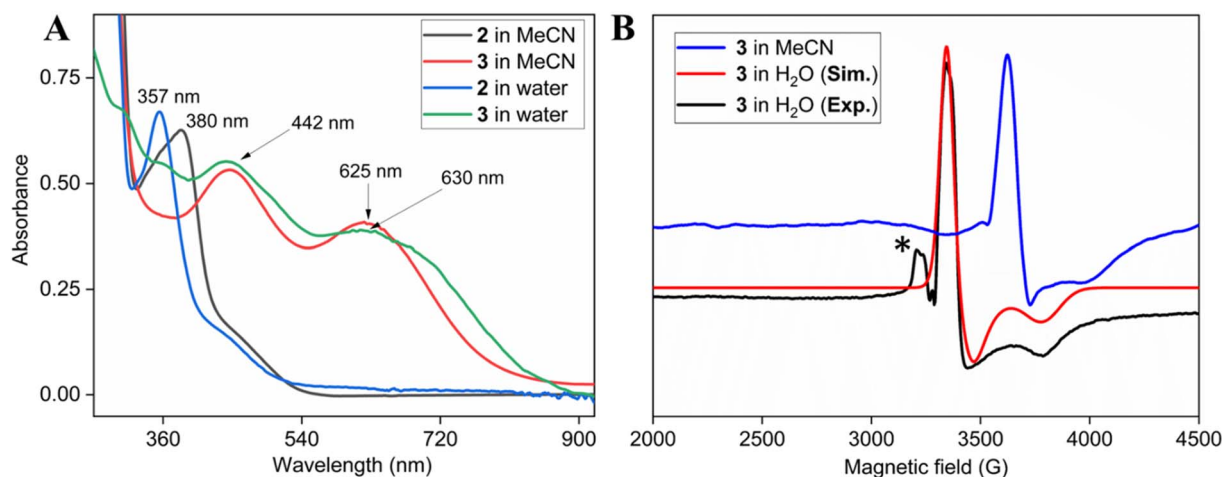 A
2 in MeCN
3 in MeCN
2 in water
3 in water
357 nm
380 nm
442 nm
625 nm
630 nm
0.75
0.50
0.25
0.00
Absorbance
360 540 720 900
Wavelength (nm)
B
3 in MeCN
3 in H₂O (Sim.)
3 in H₂O (Exp.)
*
2000 3000 3500 4000 4500
Magnetic field (G)